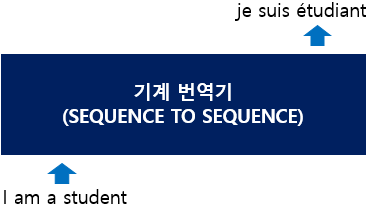 je suis étudiant
기계 번역기
(SEQUENCE TO SEQUENCE)
I am a student